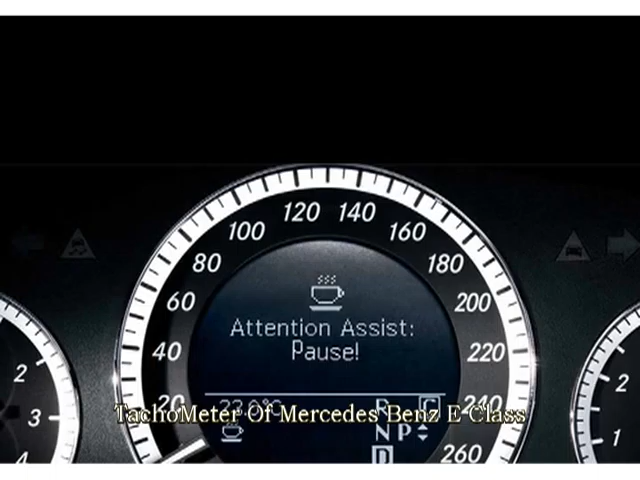 120 140
100 160
80 180
60 200
Attention Assist:
Pause!
40 220
20 240
TachoMeter Of Mercedes Benz E Class
R C
N P
D
260
2
3
4
2
1